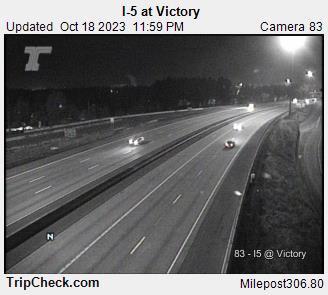 I-5 at Victory
Updated Oct 18 2023 11:59 PM Camera 83
T
N
83 - I5 @ Victory
TripCheck.com Milepost306.80